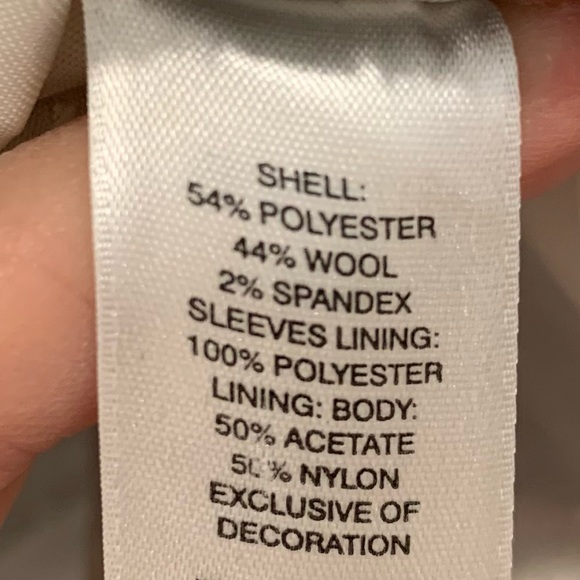 SHELL:
54% POLYESTER
44% WOOL
2% SPANDEX
SLEEVES LINING:
100% POLYESTER
LINING: BODY:
50% ACETATE
50% NYLON
EXCLUSIVE OF
DECORATION